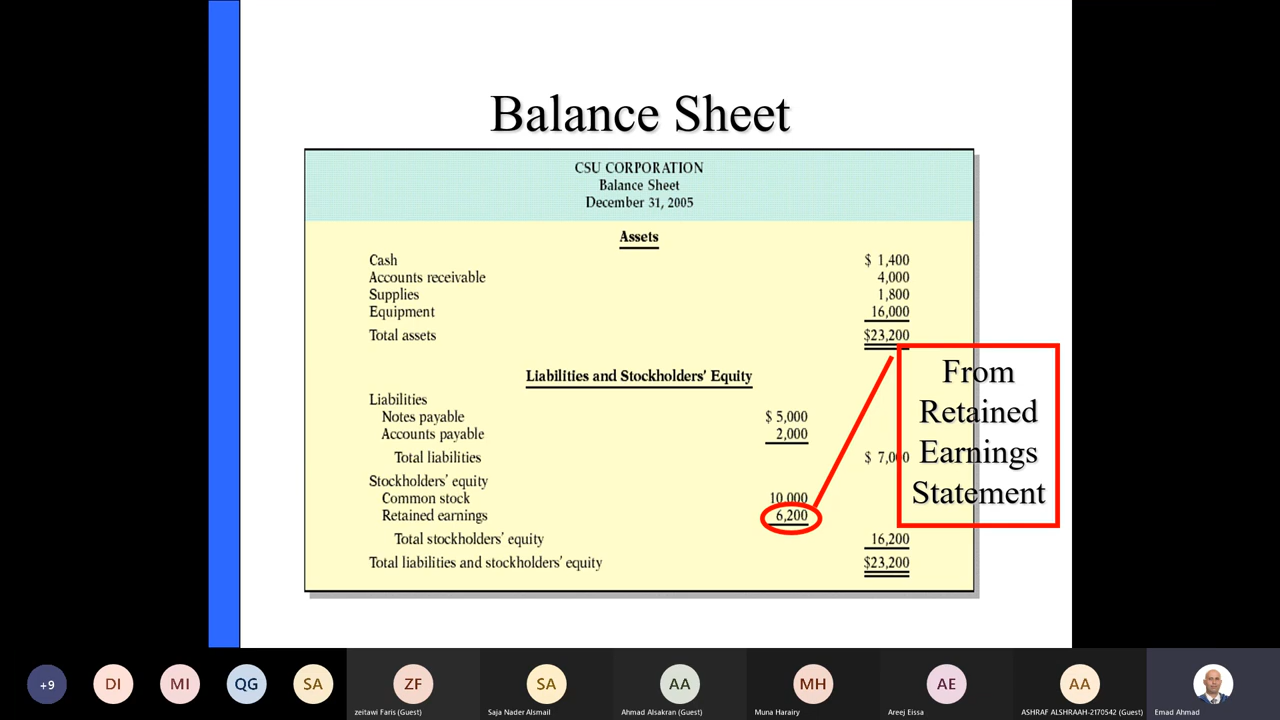 Balance Sheet
CSU CORPORATION
Balance Sheet
December 31, 2005
Assets
Cash $ 1,400
Accounts receivable 4,000
Supplies 1,800
Equipment 16,000
Total assets $23,200
Liabilities and Stockholders' Equity
Liabilities
Notes payable $ 5,000
Accounts payable 2,000
Total liabilities $ 7,000
Stockholders' equity
Common stock 10,000
Retained earnings 6,200
Total stockholders' equity 16,200
Total liabilities and stockholders' equity $23,200
From
Retained
Earnings
Statement
+9 DI MI QG SA ZF SA AA MH AE AA
zeitawi Faris (Guest) Saja Nader Alsmail Ahmad Alsakran (Guest) Muna Harairy Areej Eissa ASHRAF ALSHRAAH-2170542 (Guest) Emad Ahmad